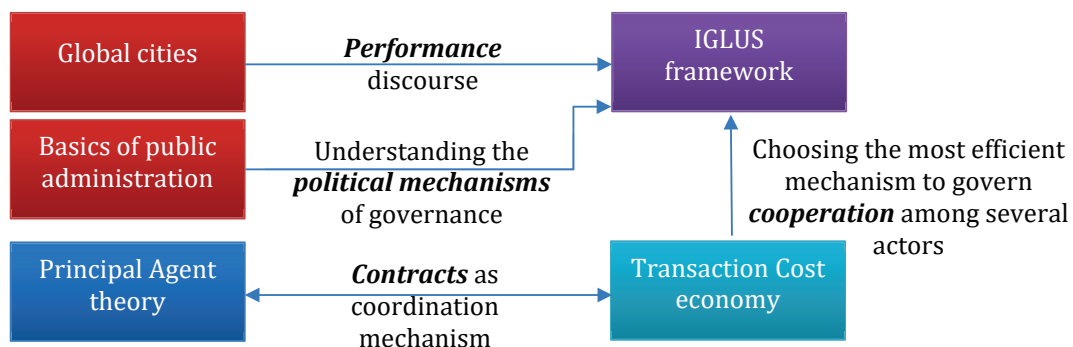 Global cities
Performance
discourse
IGLUS
framework
Basics of public
administration
Understanding the
political mechanisms
of governance
Choosing the most efficient
mechanism to govern
cooperation among several
actors
Principal Agent
theory
Contracts as
coordination
mechanism
Transaction Cost
economy